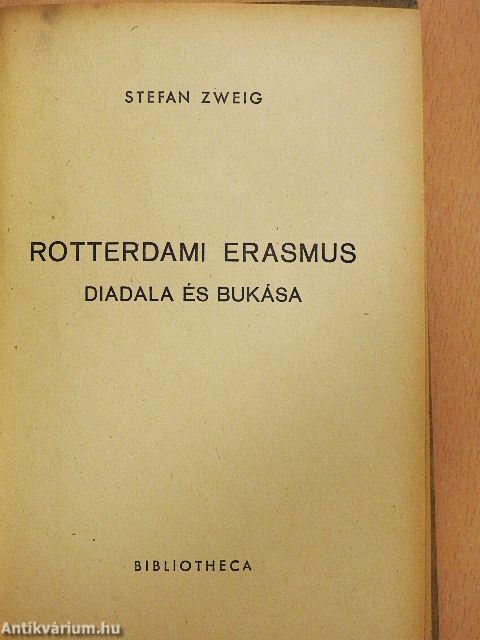 STEFAN ZWEIG
ROTTERDAMI ERASMUS
DIADALA ÉS BUKÁSA
BIBLIOTHECA
Antikvárium.hu